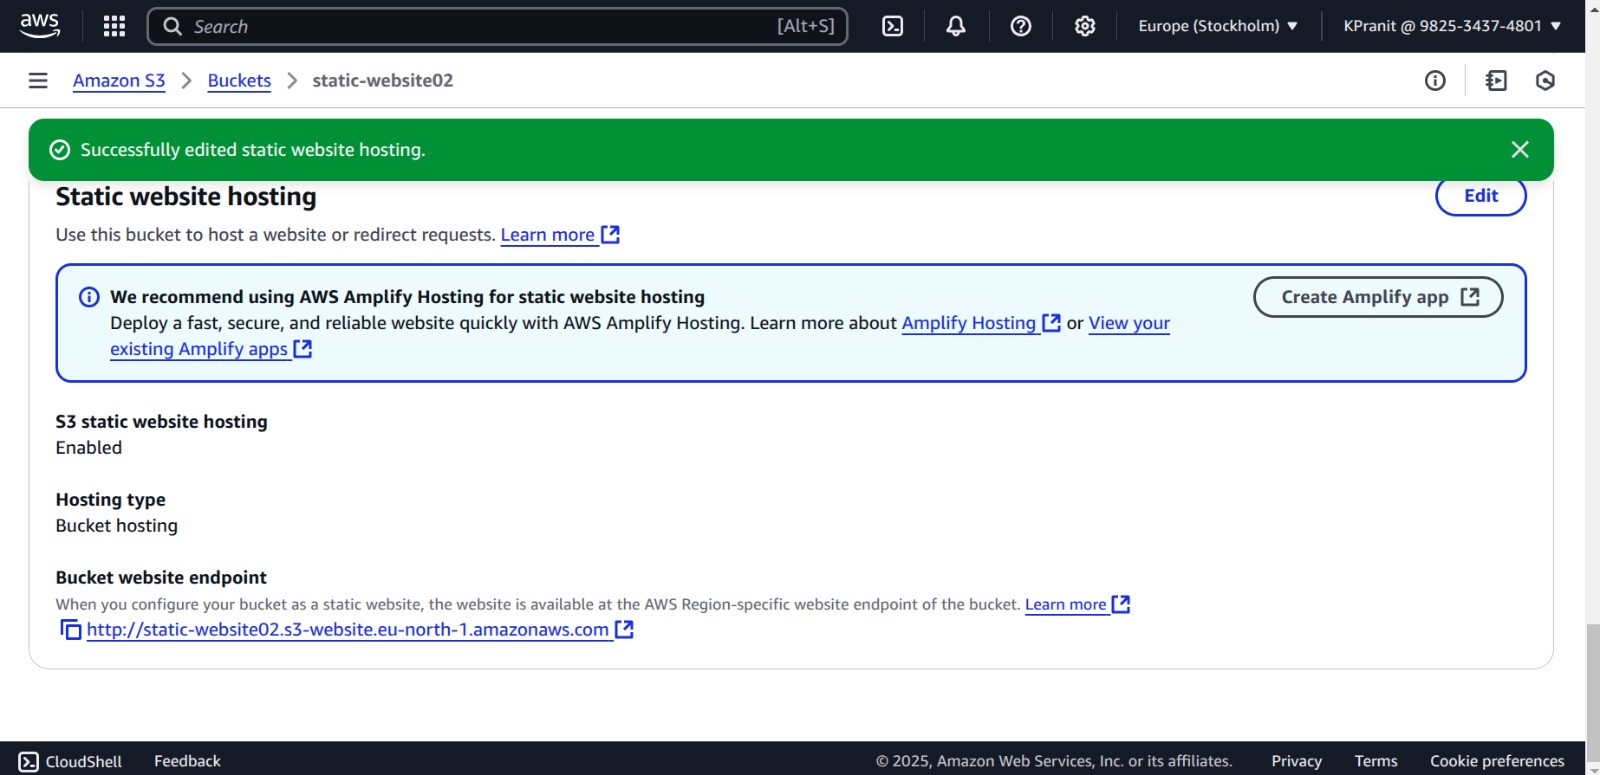 aws
Search [Alt+S]
Europe (Stockholm) ▼
KPranit @ 9825-3437-4801 ▼
Amazon S3 > Buckets > static-website02
Successfully edited static website hosting.
Static website hosting
Edit
Use this bucket to host a website or redirect requests. Learn more
We recommend using AWS Amplify Hosting for static website hosting
Create Amplify app
Deploy a fast, secure, and reliable website quickly with AWS Amplify Hosting. Learn more about Amplify Hosting or View your
existing Amplify apps
S3 static website hosting
Enabled
Hosting type
Bucket hosting
Bucket website endpoint
When you configure your bucket as a static website, the website is available at the AWS Region-specific website endpoint of the bucket. Learn more
http://static-website02.s3-website.eu-north-1.amazonaws.com
CloudShell Feedback © 2025, Amazon Web Services, Inc. or its affiliates. Privacy Terms Cookie preferences